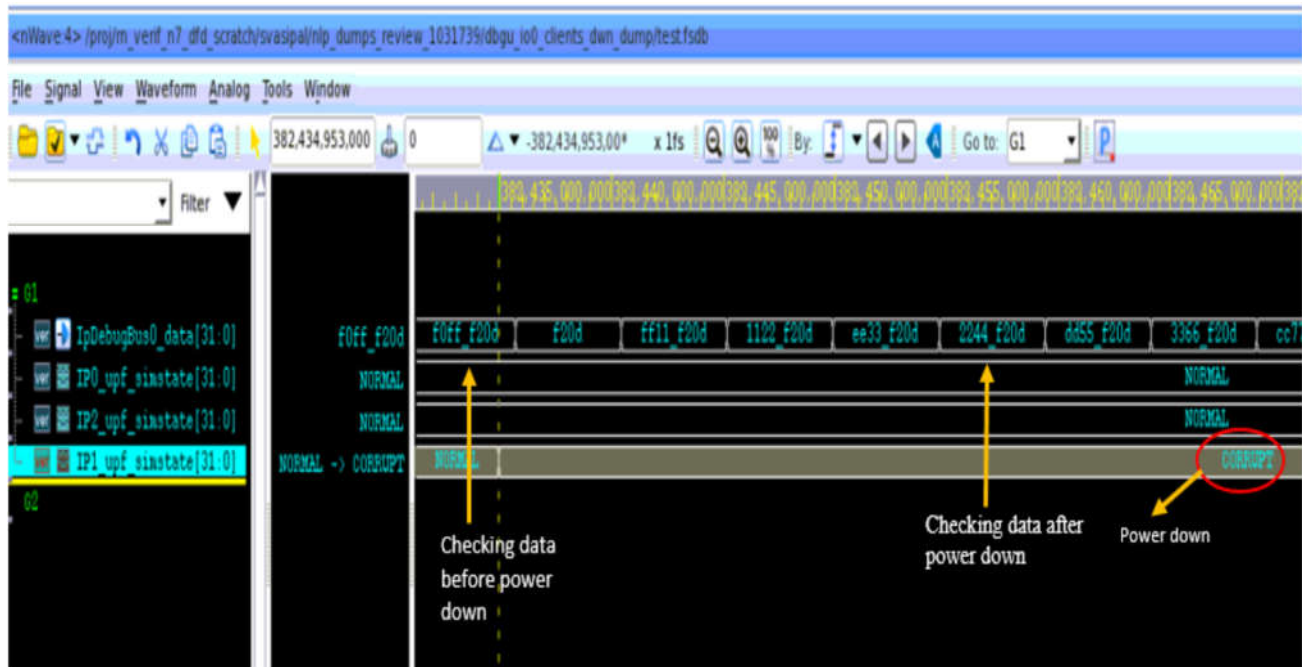 <nWave:4> /proj/m_verif_n7_dfd_scratch/svasipal/nlp_dumps_review_1031739/dbgu_io0_clients_dwn_dump/test.fsdb
File Signal View Waveform Analog Tools Window
382,434,953,000 0 -382,434,953,00* x 1fs 100 % By: Go to: G1
Filter
382,435,000,000 382,440,000,000 382,445,000,000 382,450,000,000 382,455,000,000 382,460,000,000 382,465,000,000
G1
IpDebugBus0_data[31:0] f0ff_f20d f0ff_f20d f20d ff11_f20d 1122_f20d ee33_f20d 2244_f20d dd55_f20d 3366_f20d cc77
IP0_upf_simstate[31:0] NORMAL NORMAL
IP2_upf_simstate[31:0] NORMAL NORMAL
IP1_upf_simstate[31:0] NORMAL -> CORRUPT NORMAL CORRUPT
G2
Checking data
before power
down
Checking data after
power down
Power down